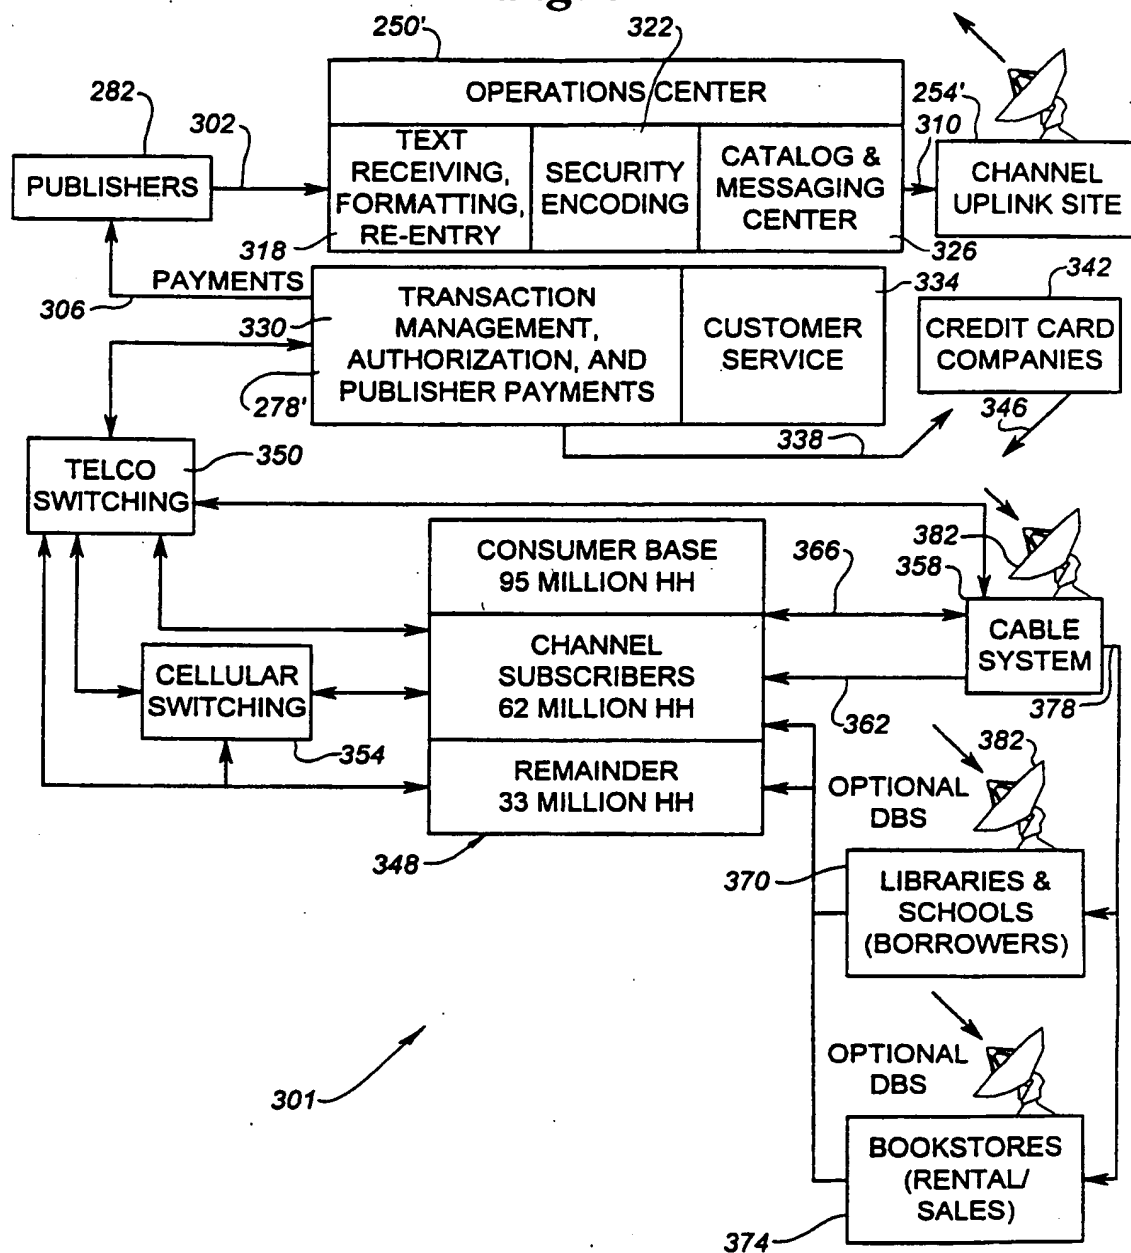 322
250'
OPERATIONS CENTER
282
302
254'
310
PUBLISHERS
TEXT
RECEIVING,
FORMATTING,
RE-ENTRY
318
SECURITY
ENCODING
CATALOG &
MESSAGING
CENTER
326
CHANNEL
UPLINK SITE
PAYMENTS
306
330
TRANSACTION
MANAGEMENT,
AUTHORIZATION, AND
PUBLISHER PAYMENTS
278'
334
CUSTOMER
SERVICE
342
CREDIT CARD
COMPANIES
346
338
TELCO
SWITCHING
350
CONSUMER BASE
95 MILLION HH
366
382
358
CABLE
SYSTEM
CHANNEL
SUBSCRIBERS
62 MILLION HH
CELLULAR
SWITCHING
354
362
378
REMAINDER
33 MILLION HH
348
382
OPTIONAL
DBS
370
LIBRARIES &
SCHOOLS
(BORROWERS)
301
OPTIONAL
DBS
BOOKSTORES
(RENTAL/
SALES)
374